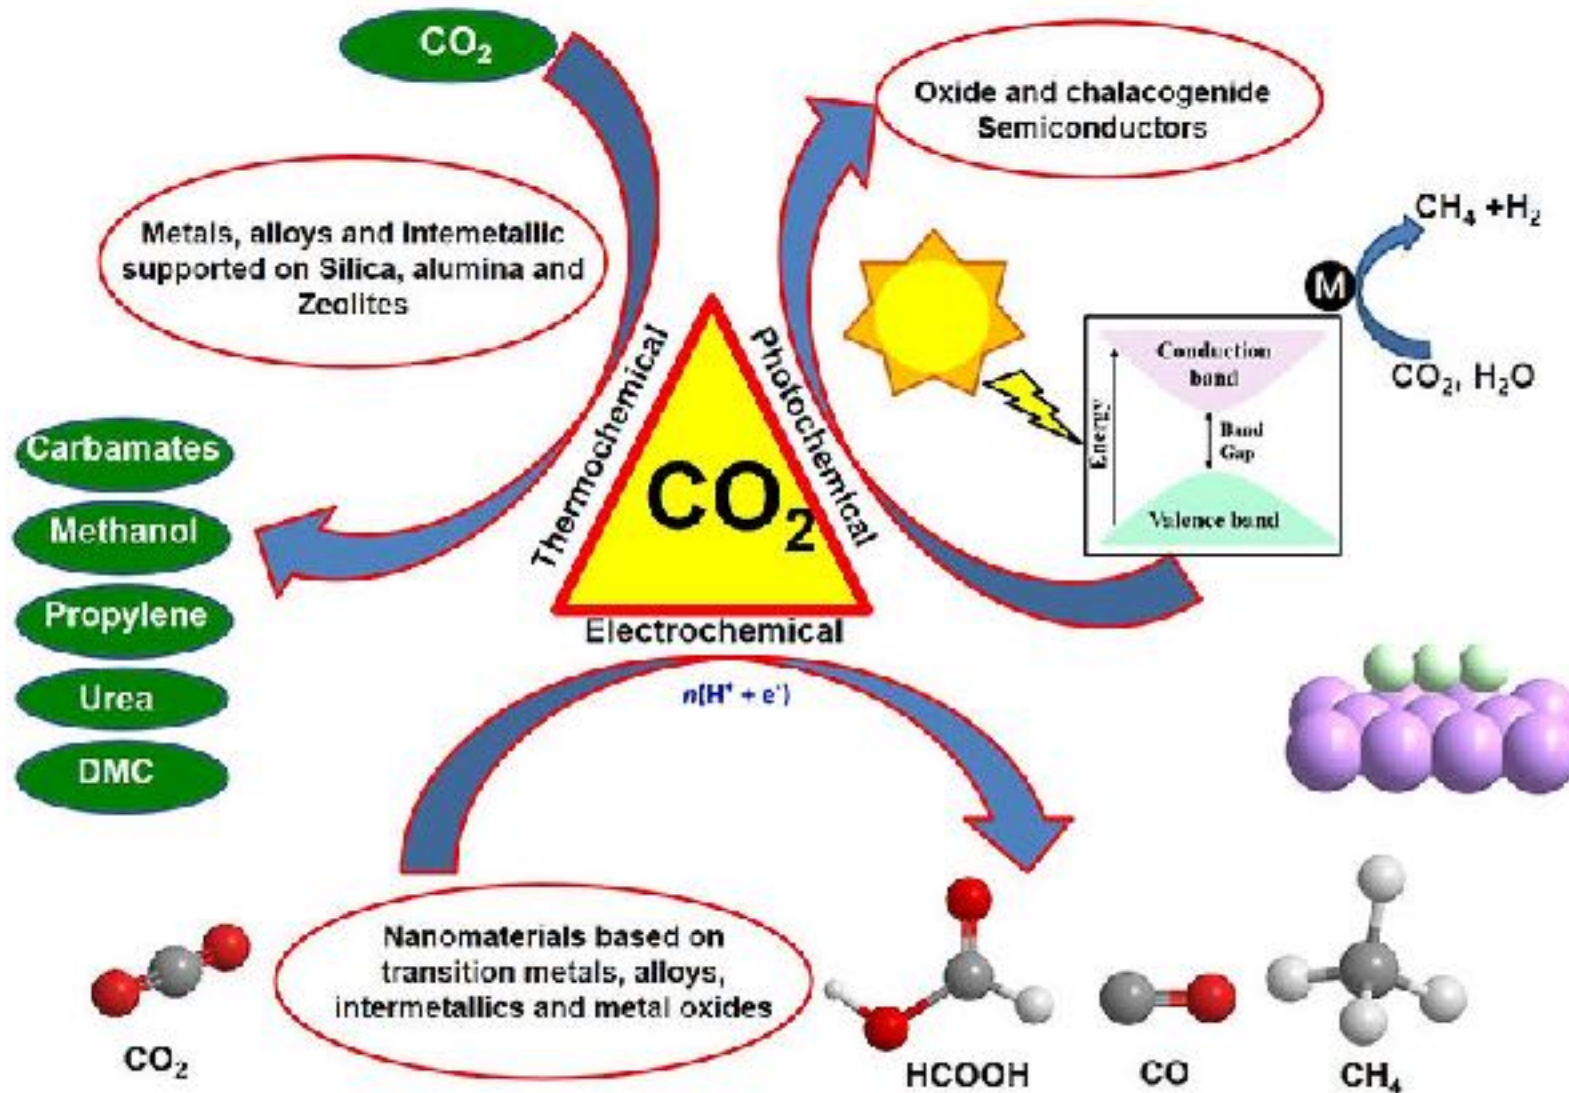 CO₂
Oxide and chalacogenide
Semiconductors
Metals, alloys and Intemetallic
supported on Silica, alumina and
Zeolites
CH₄ +H₂
M
CO₂, H₂O
Conduction
band
Energy
Band
Gap
Valence band
Thermochemical
Photochemical
CO₂
Electrochemical
n(H⁺ + e⁻)
Carbamates
Methanol
Propylene
Urea
DMC
Nanomaterials based on
transition metals, alloys,
intermetallics and metal oxides
CO₂
HCOOH
CO
CH₄